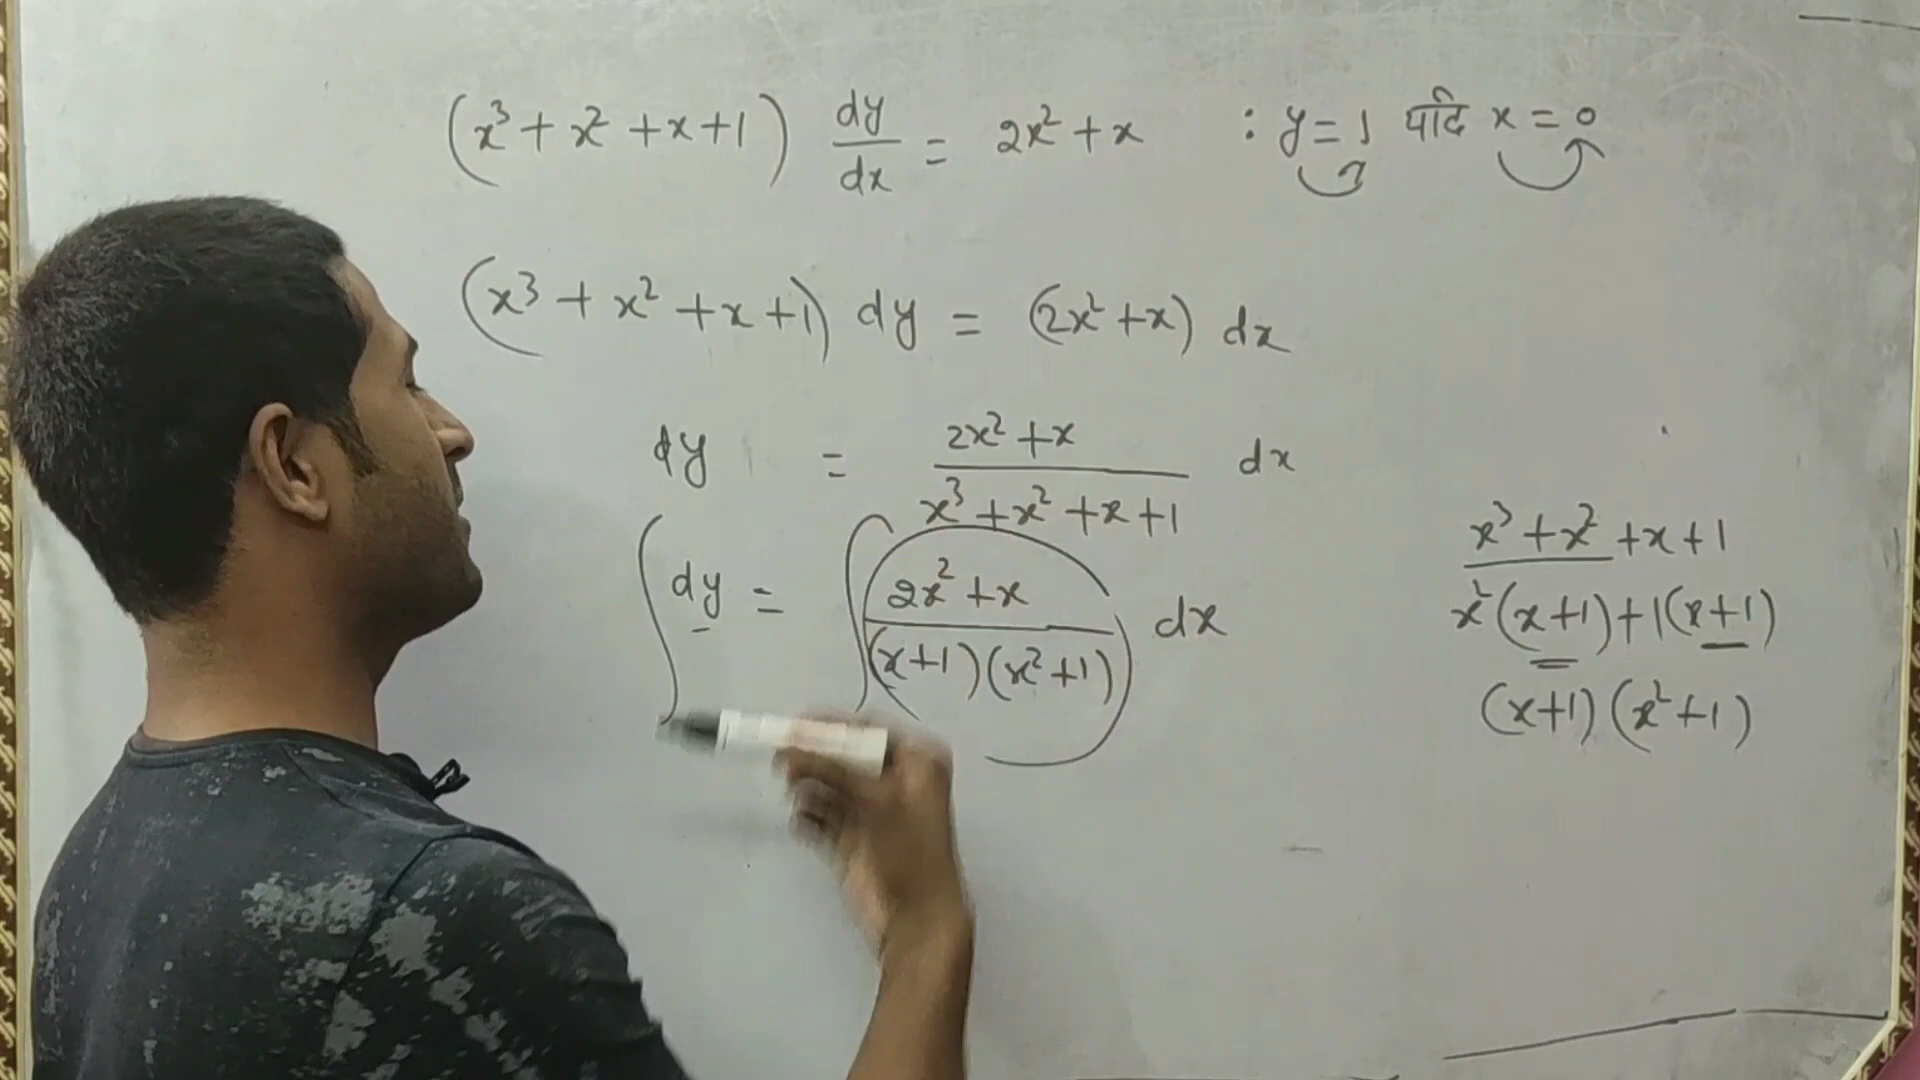 (x³ + x² + x + 1) dy/dx = 2x² + x : y = 1 यदि x = 0
(x³ + x² + x + 1) dy = (2x² + x) dx
dy = (2x² + x)/(x³ + x² + x + 1) dx
∫ dy = ∫ (2x² + x)/((x+1)(x²+1)) dx
x³ + x² + x + 1
x²(x+1) + 1(x+1)
(x+1)(x²+1)